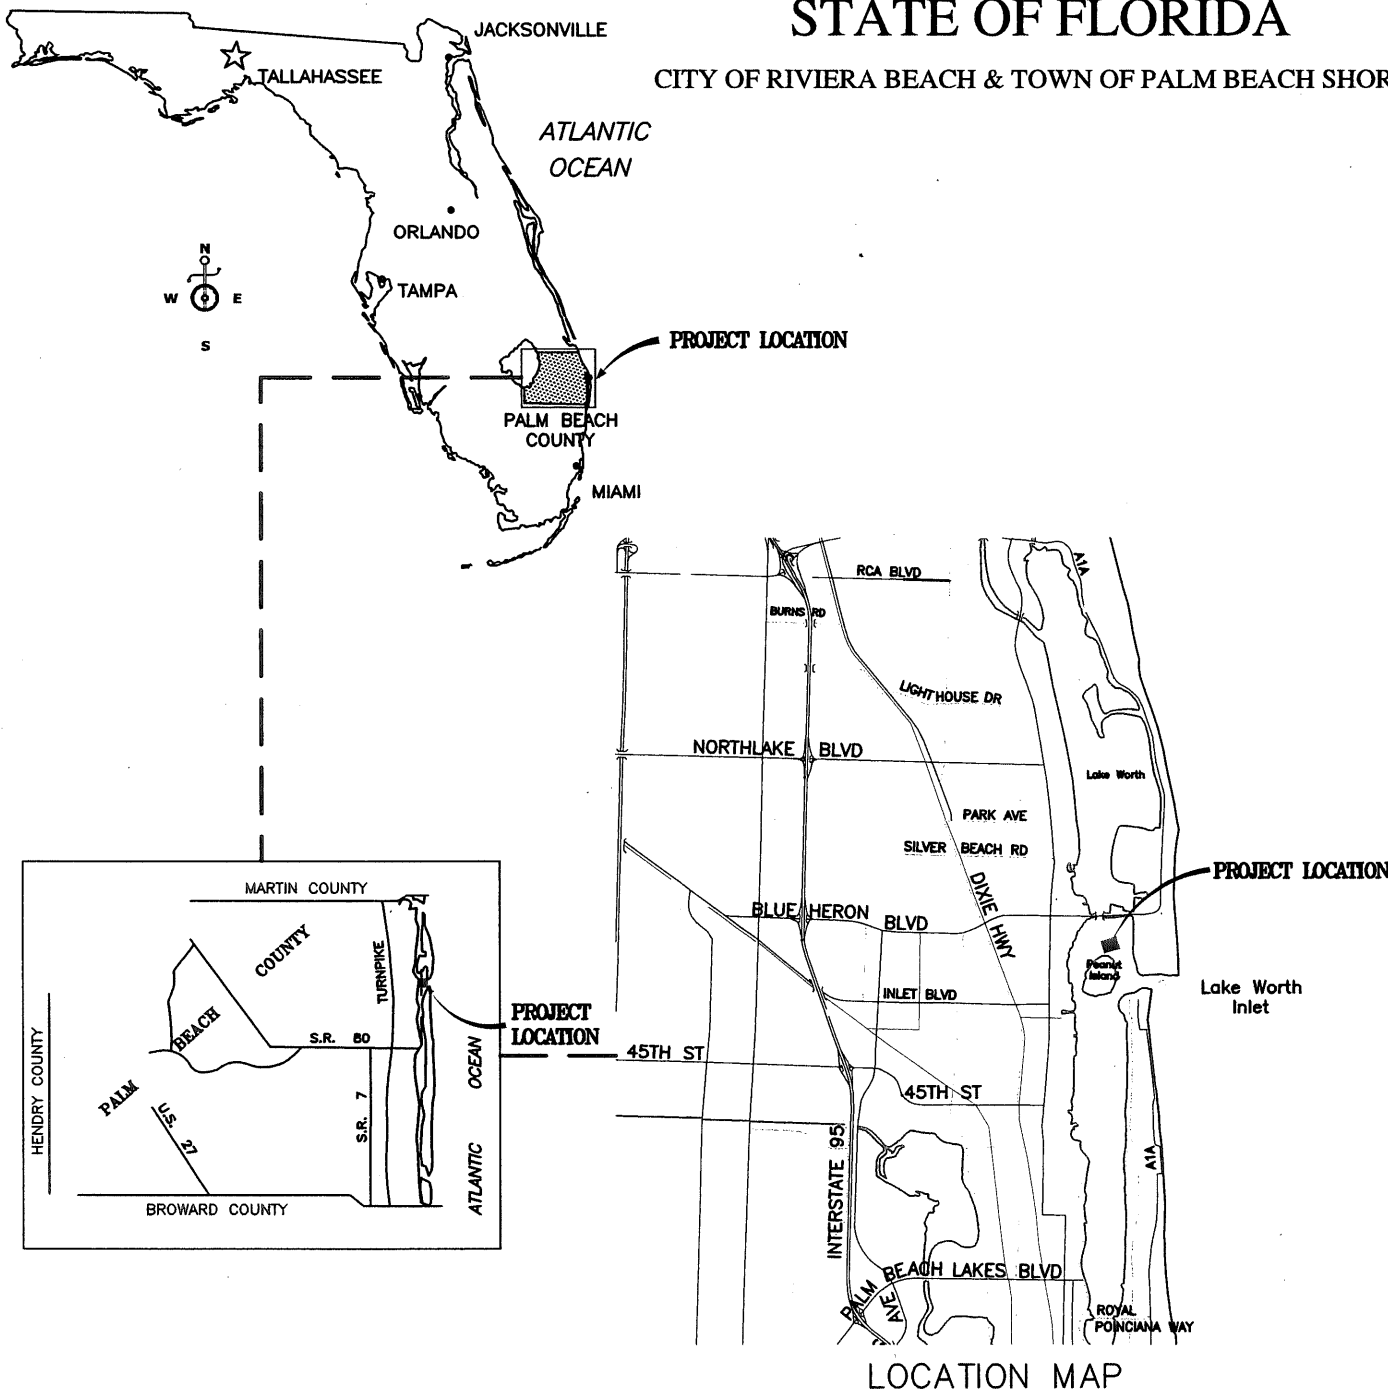 STATE OF FLORIDA
CITY OF RIVIERA BEACH & TOWN OF PALM BEACH SHOR
JACKSONVILLE
TALLAHASSEE
ATLANTIC
OCEAN
ORLANDO
N
W E
S
TAMPA
PROJECT LOCATION
PALM BEACH
COUNTY
MIAMI
A1A
RCA BLVD
BURNS RD
LIGHTHOUSE DR
NORTHLAKE BLVD
Lake Worth
PARK AVE
SILVER BEACH RD
DIXIE HWY
PROJECT LOCATION
BLUE HERON BLVD
Peanut
Island
Lake Worth
Inlet
INLET BLVD
45TH ST
45TH ST
INTERSTATE 95
A1A
PALM BEACH LAKES BLVD
AVE
ROYAL
POINCIANA WAY
MARTIN COUNTY
PALM BEACH COUNTY
TURNPIKE
PROJECT
LOCATION
S.R. 80
HENDRY COUNTY
U.S. 27
S.R. 7
ATLANTIC OCEAN
BROWARD COUNTY
LOCATION MAP